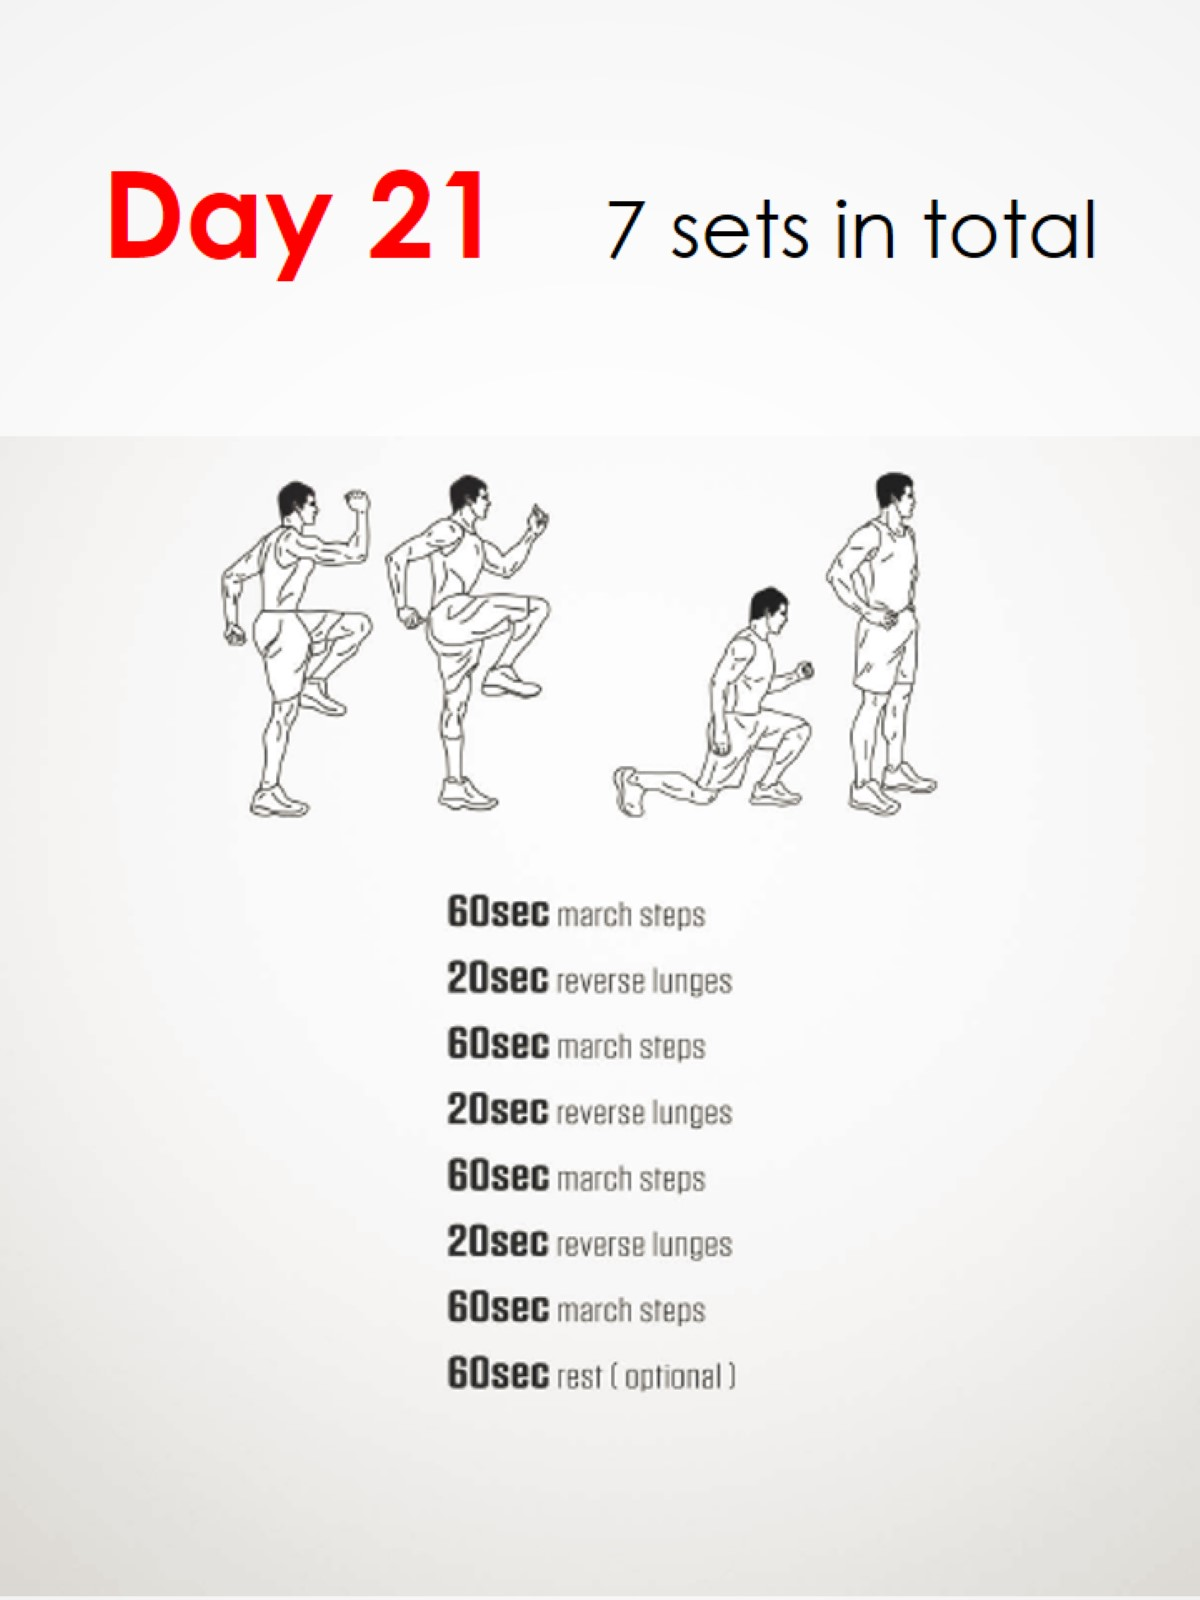 Day 21 7 sets in total
60sec march steps
20sec reverse lunges
60sec march steps
20sec reverse lunges
60sec march steps
20sec reverse lunges
60sec march steps
60sec rest ( optional )